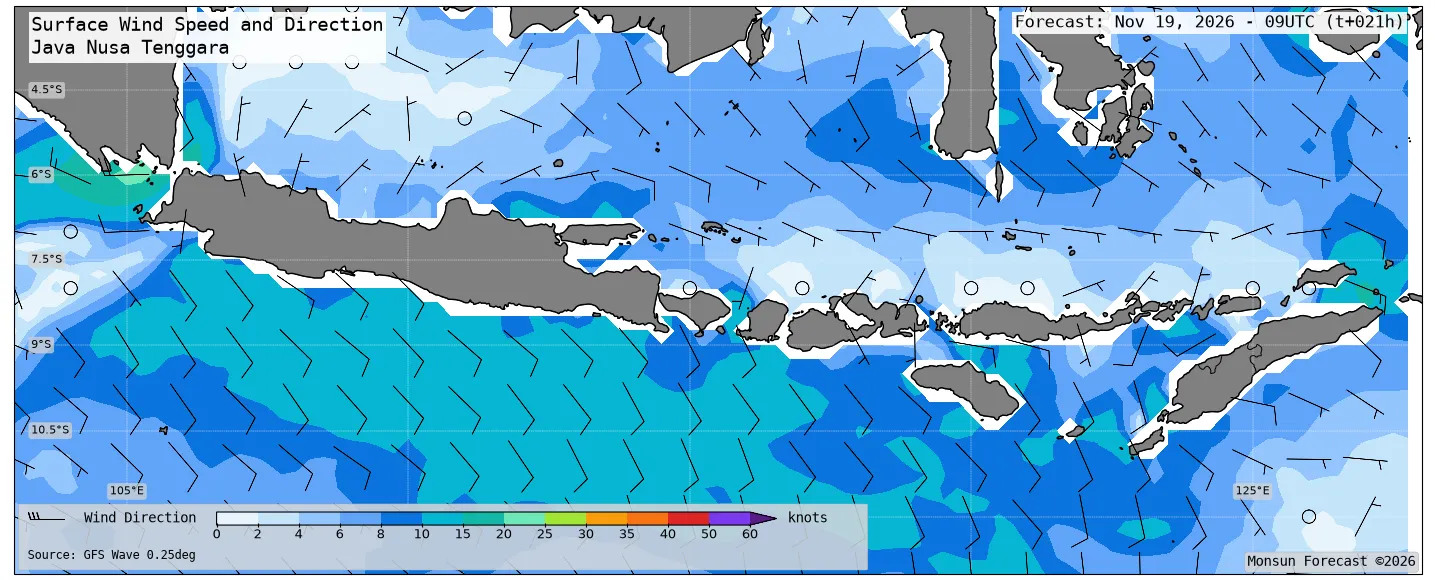 Surface Wind Speed and Direction
Java Nusa Tenggara
Forecast: Nov 19, 2026 - 09UTC (t+021h)
4.5°S
6°S
7.5°S
9°S
10.5°S
105°E
125°E
Wind Direction
0 2 4 6 8 10 15 20 25 30 35 40 50 60
knots
Source: GFS Wave 0.25deg
Monsun Forecast ©2026